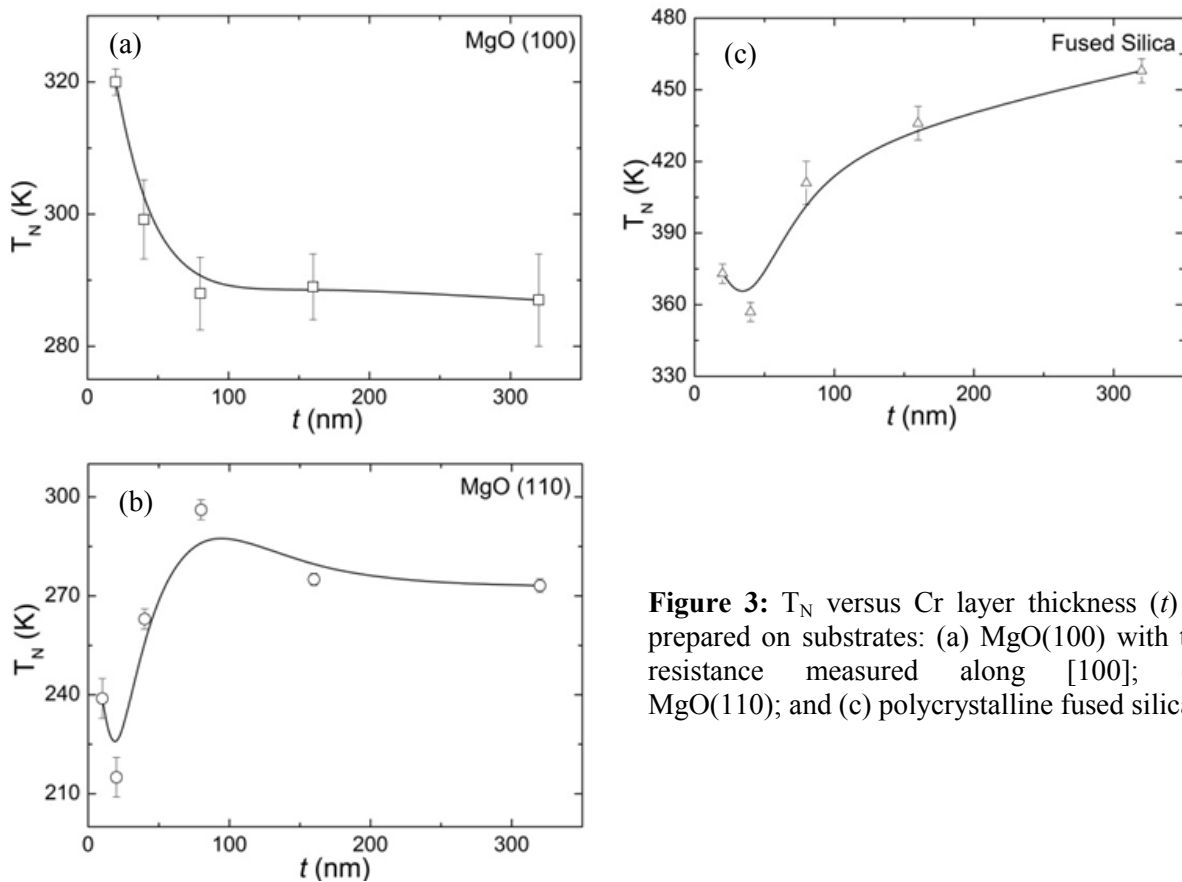 (a)
MgO (100)
320
300
280
T_N (K)
0
100
200
300
t (nm)
(c)
Fused Silica
480
450
420
390
360
330
T_N (K)
0
100
200
300
t (nm)
(b)
MgO (110)
300
270
240
210
T_N (K)
0
100
200
300
t (nm)
Figure 3: T_N versus Cr layer thickness (t)
prepared on substrates: (a) MgO(100) with
resistance measured along [100];
MgO(110); and (c) polycrystalline fused silica